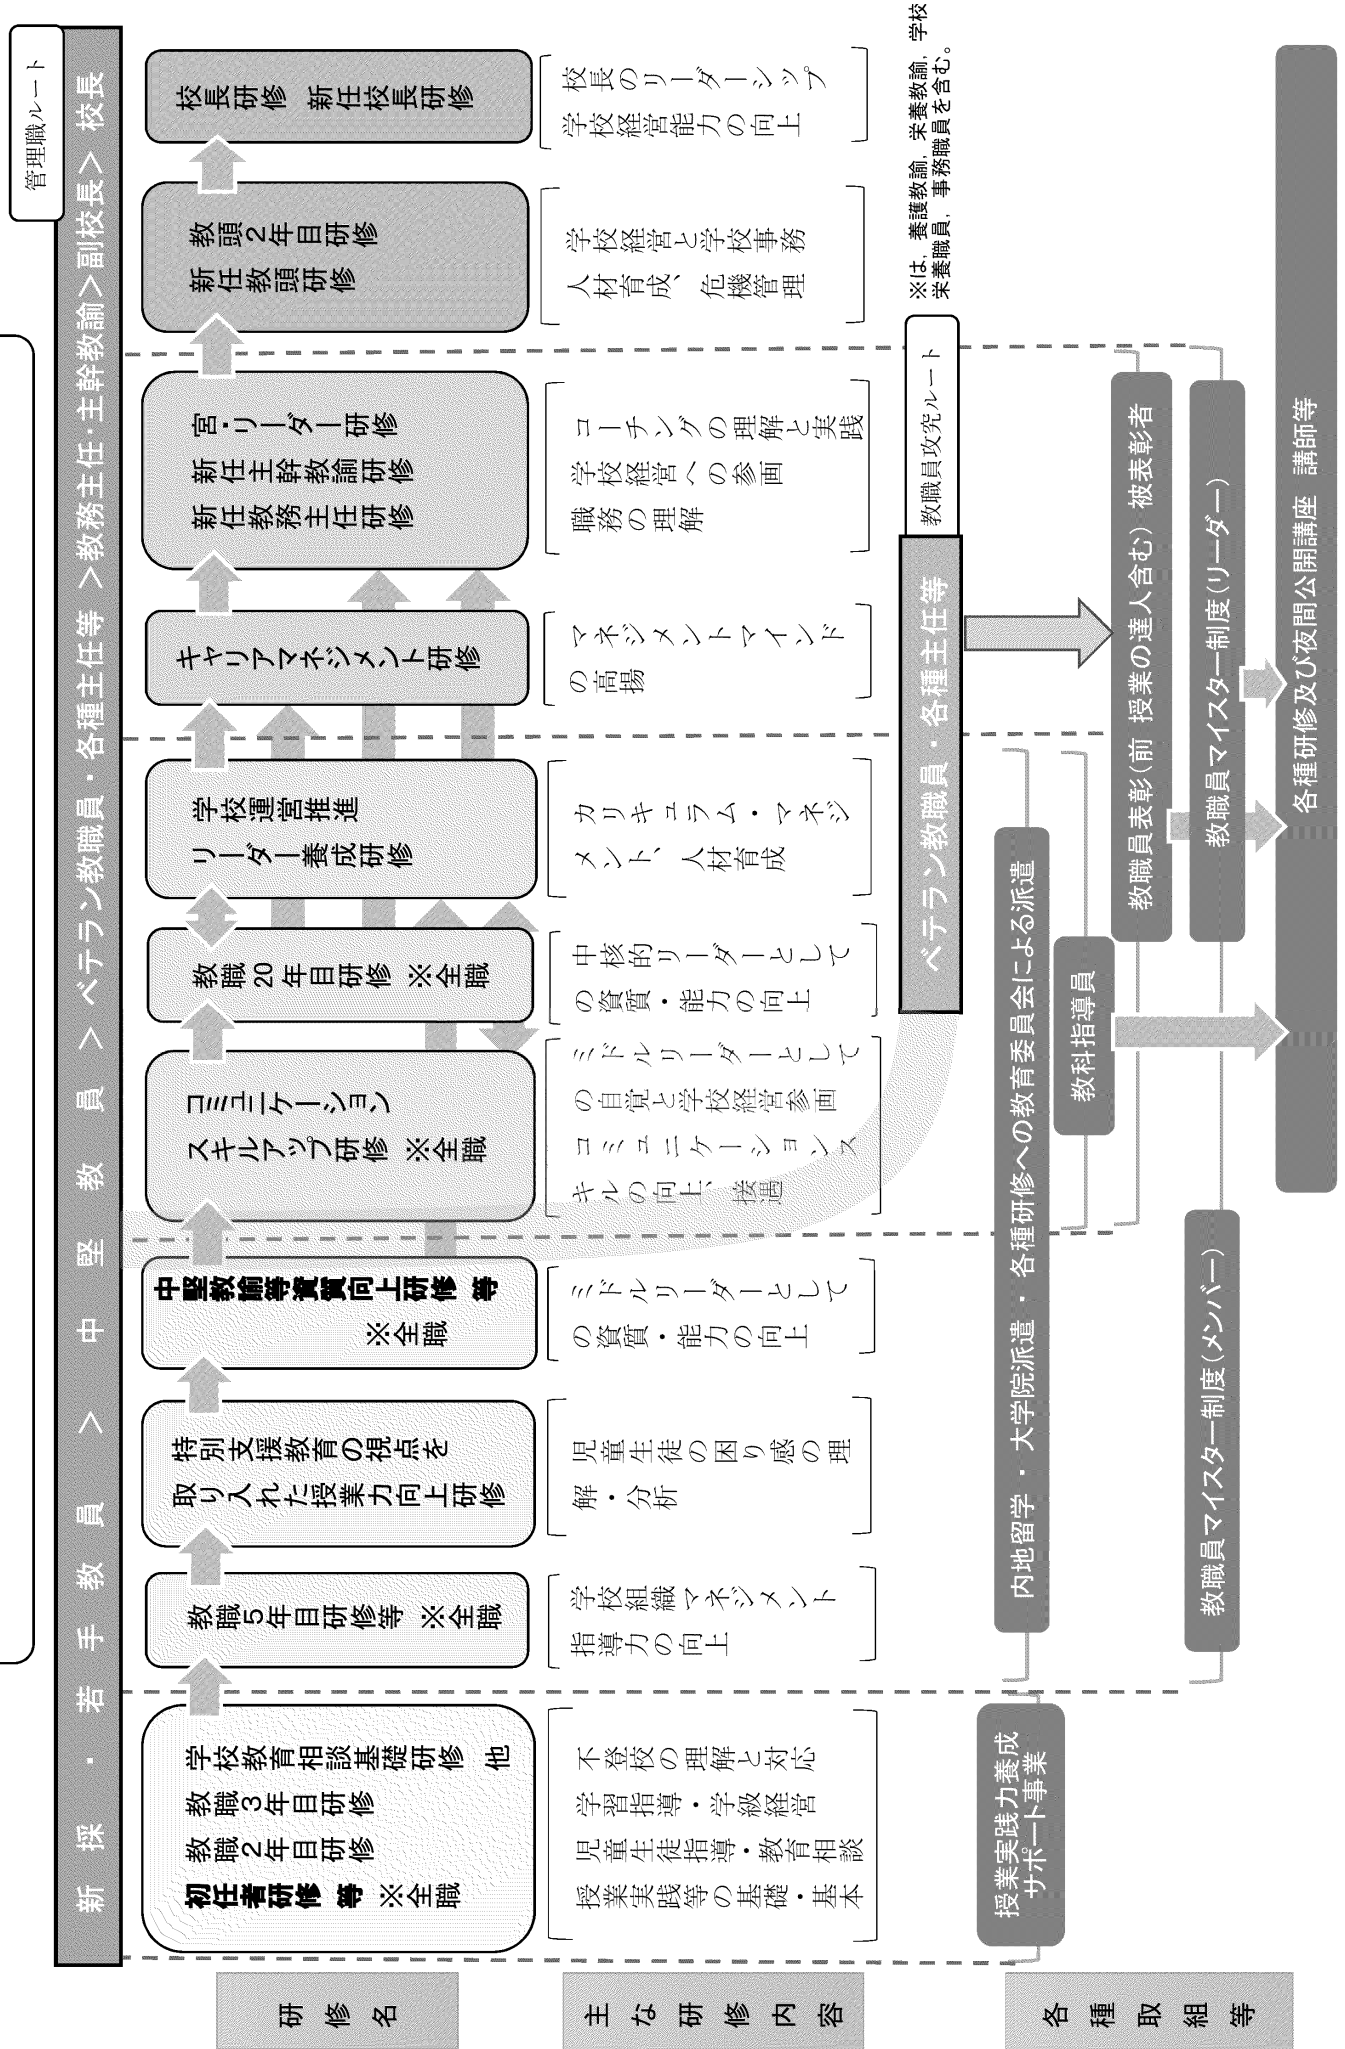 管理職ルート
新採・若手教員 > 中堅教員 > ベテラン教職員・各種主任等 >教務主任・主幹教諭>副校長> 校長
研修名
初任者研修 等 ※全職
教職2年目研修
教職3年目研修
学校教育相談基礎研修 他
教職5年目研修等 ※全職
特別支援教育の視点を
取り入れた授業力向上研修
中堅教諭等資質向上研修 等
※全職
コミュニケーション
スキルアップ研修 ※全職
教職20年目研修 ※全職
学校運営推進
リーダー養成研修
キャリアマネジメント研修
宮・リーダー研修
新任主幹教諭研修
新任教務主任研修
教頭2年目研修
新任教頭研修
校長研修 新任校長研修
主な研修内容
不登校の理解と対応
学習指導・学級経営
児童生徒指導・教育相談
授業実践等の基礎・基本
学校組織マネジメント
指導力の向上
児童生徒の困り感の理
解・分析
ミドルリーダーとして
の資質・能力の向上
ミドルリーダーとして
の自覚と学校経営参画
コミュニケーションス
キルの向上、接遇
中核的リーダーとして
の資質・能力の向上
カリキュラム・マネジ
メント、人材育成
マネジメントマインド
の高揚
コーチングの理解と実践
学校経営への参画
職務の理解
学校経営と学校事務
人材育成、危機管理
校長のリーダーシップ
学校経営能力の向上
※は，養護教諭，栄養教諭，学校
栄養職員，事務職員を含む。
教職員攻究ルート
ベテラン教職員・各種主任等
各種取組等
授業実践力養成
サポート事業
内地留学・大学院派遣・各種研修への教育委員会による派遣
教科指導員
教職員表彰（前 授業の達人含む）被表彰者
教職員マイスター制度（メンバー）
教職員マイスター制度（リーダー）
各種研修及び夜間公開講座 講師等